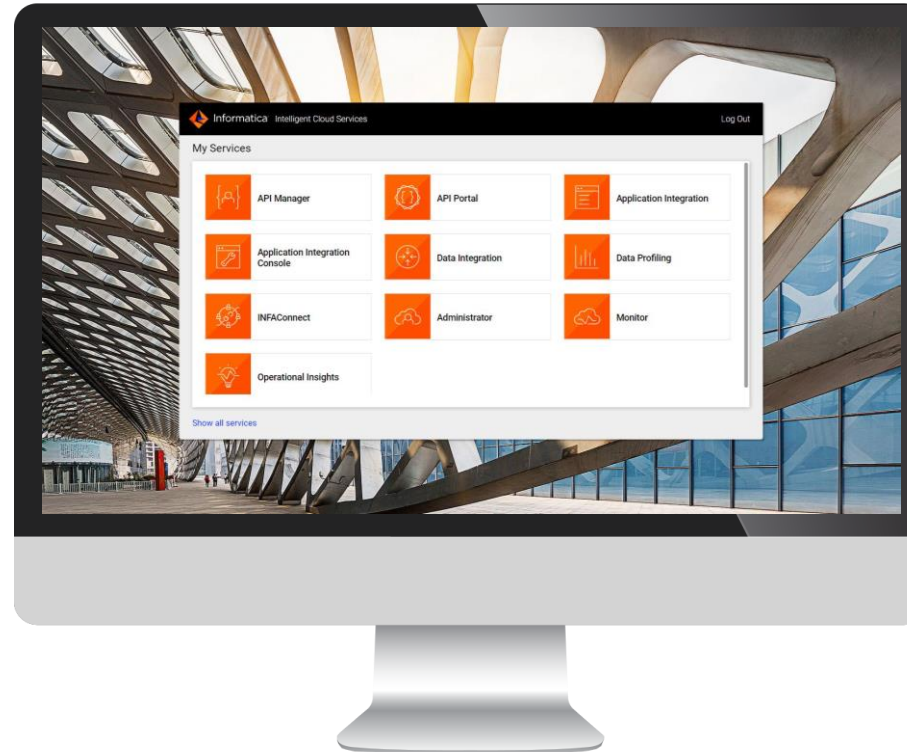 Informatica Intelligent Cloud Services
Log Out
My Services
API Manager
API Portal
Application Integration
Application Integration
Console
Data Integration
Data Profiling
INFAConnect
Administrator
Monitor
Operational Insights
Show all services